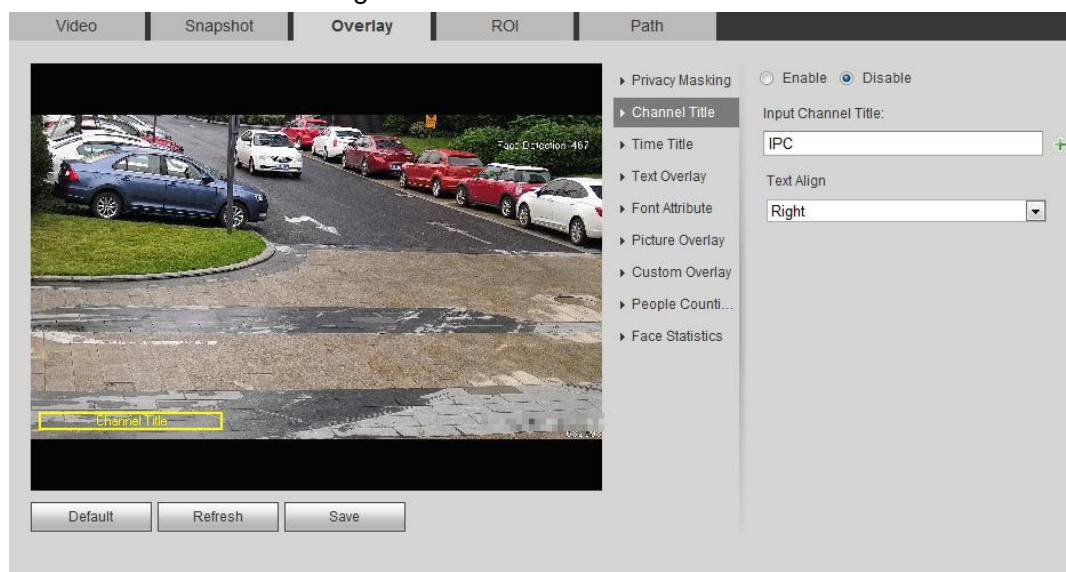 Video Snapshot Overlay ROI Path
Privacy Masking
Channel Title
Time Title
Text Overlay
Font Attribute
Picture Overlay
Custom Overlay
People Counti...
Face Statistics
Enable Disable
Input Channel Title:
IPC
Text Align
Right
Face Detection 467
Channel Title
Default Refresh Save